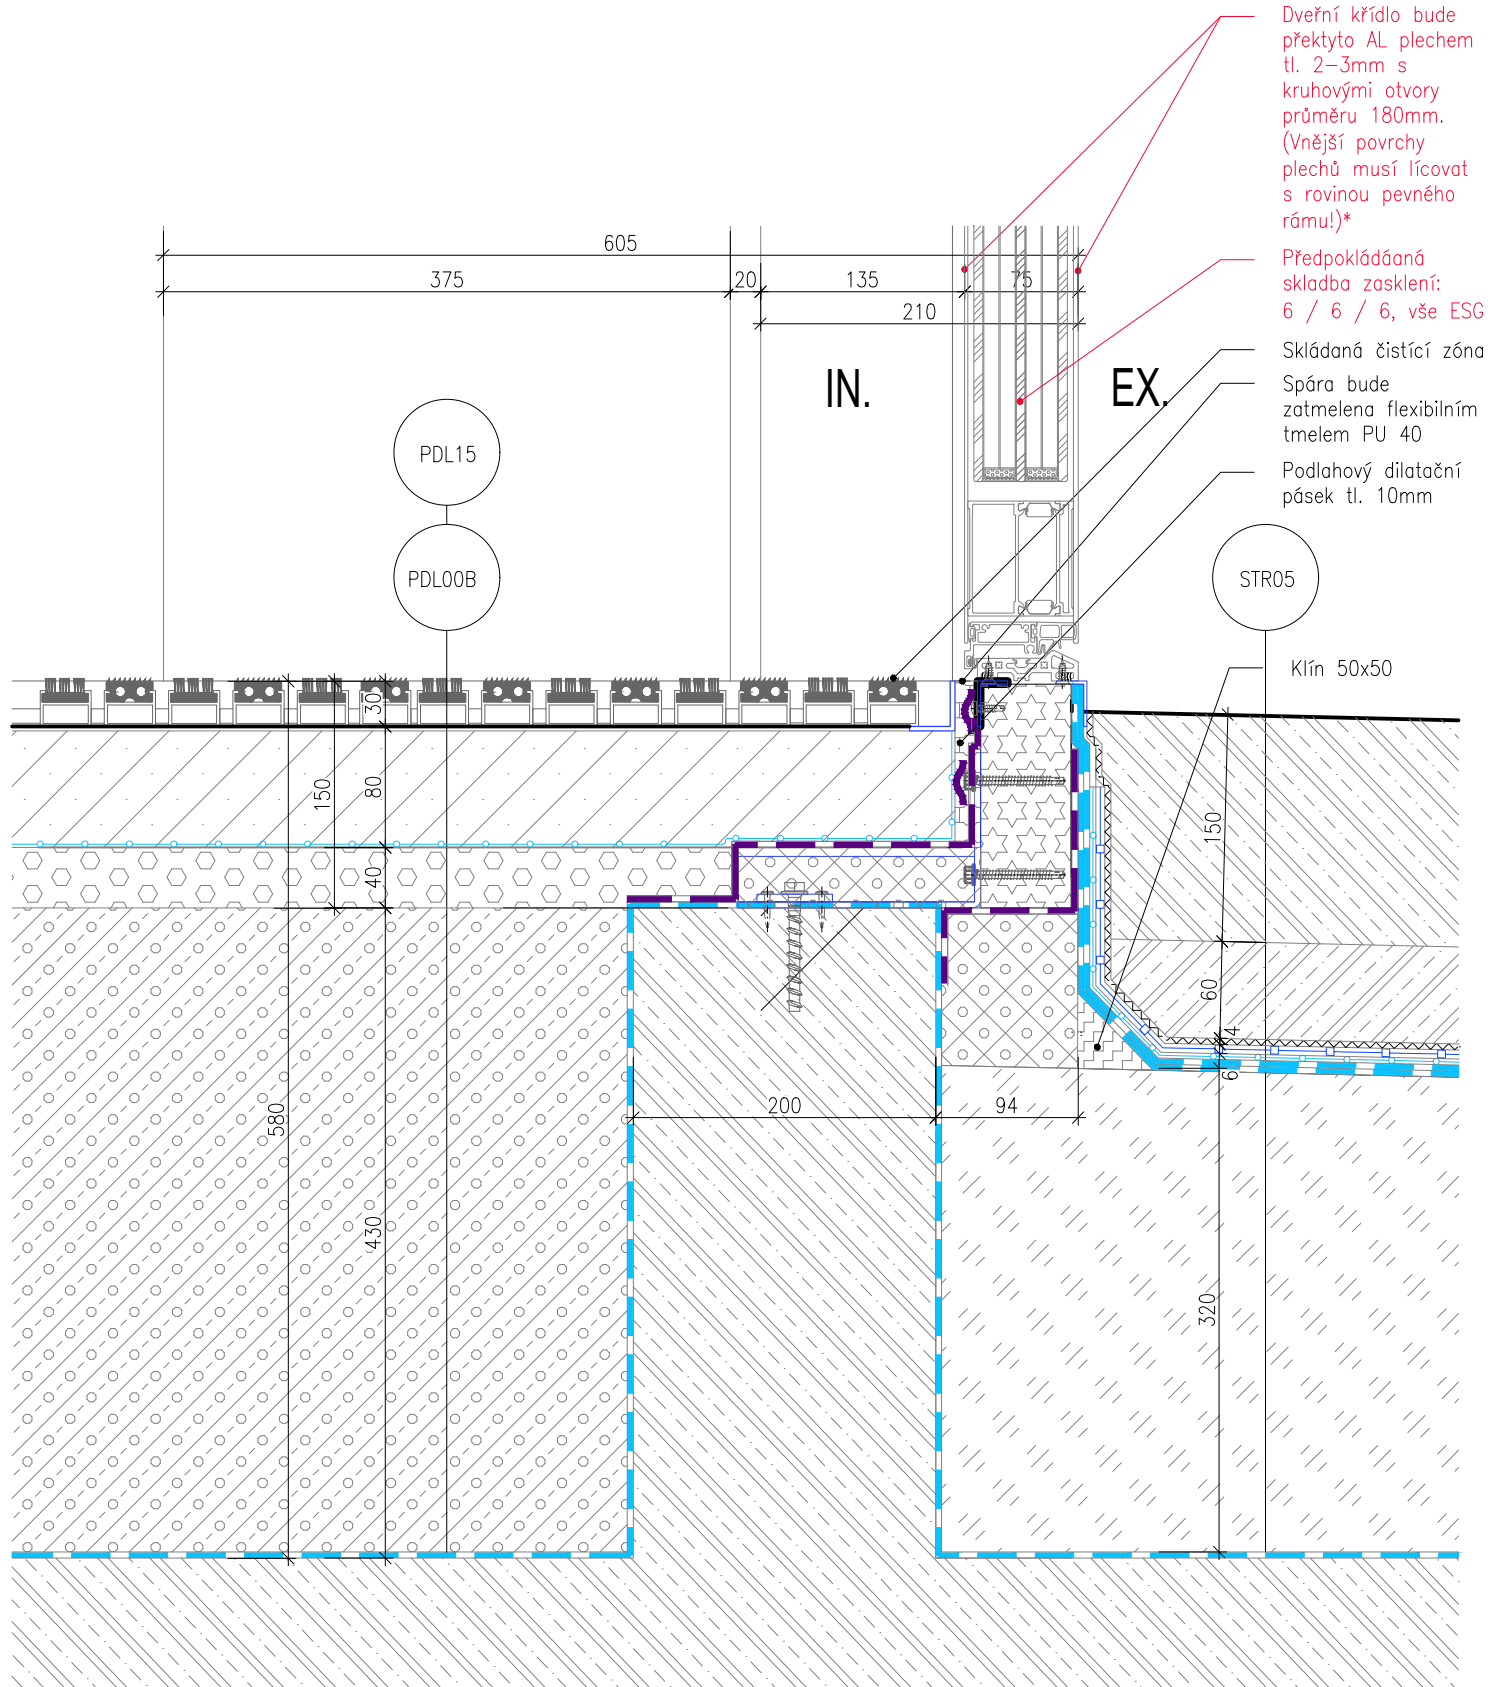 Dveřní křídlo bude
přektyto AL plechem
tl. 2–3mm s
kruhovými otvory
průměru 180mm.
(Vnější povrchy
plechů musí lícovat
s rovinou pevného
rámu!)*
Předpokládáaná
skladba zasklení:
6 / 6 / 6, vše ESG
Skládaná čistící zóna
Spára bude
zatmelena flexibilním
tmelem PU 40
Podlahový dilatační
pásek tl. 10mm
605
375
20
135
75
210
IN.
EX.
PDL15
PDL00B
STR05
Klín 50x50
30
150
80
40
580
430
200
94
150
60
4
6
320